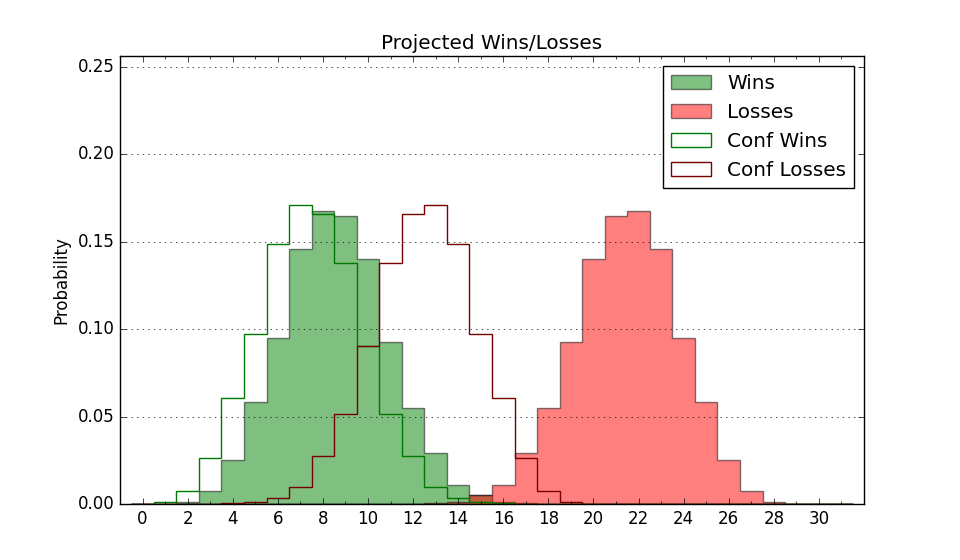 Projected Wins/Losses
0.25
0.20
0.15
0.10
0.05
0.00
Probability
Wins
Losses
Conf Wins
Conf Losses
0 2 4 6 8 10 12 14 16 18 20 22 24 26 28 30